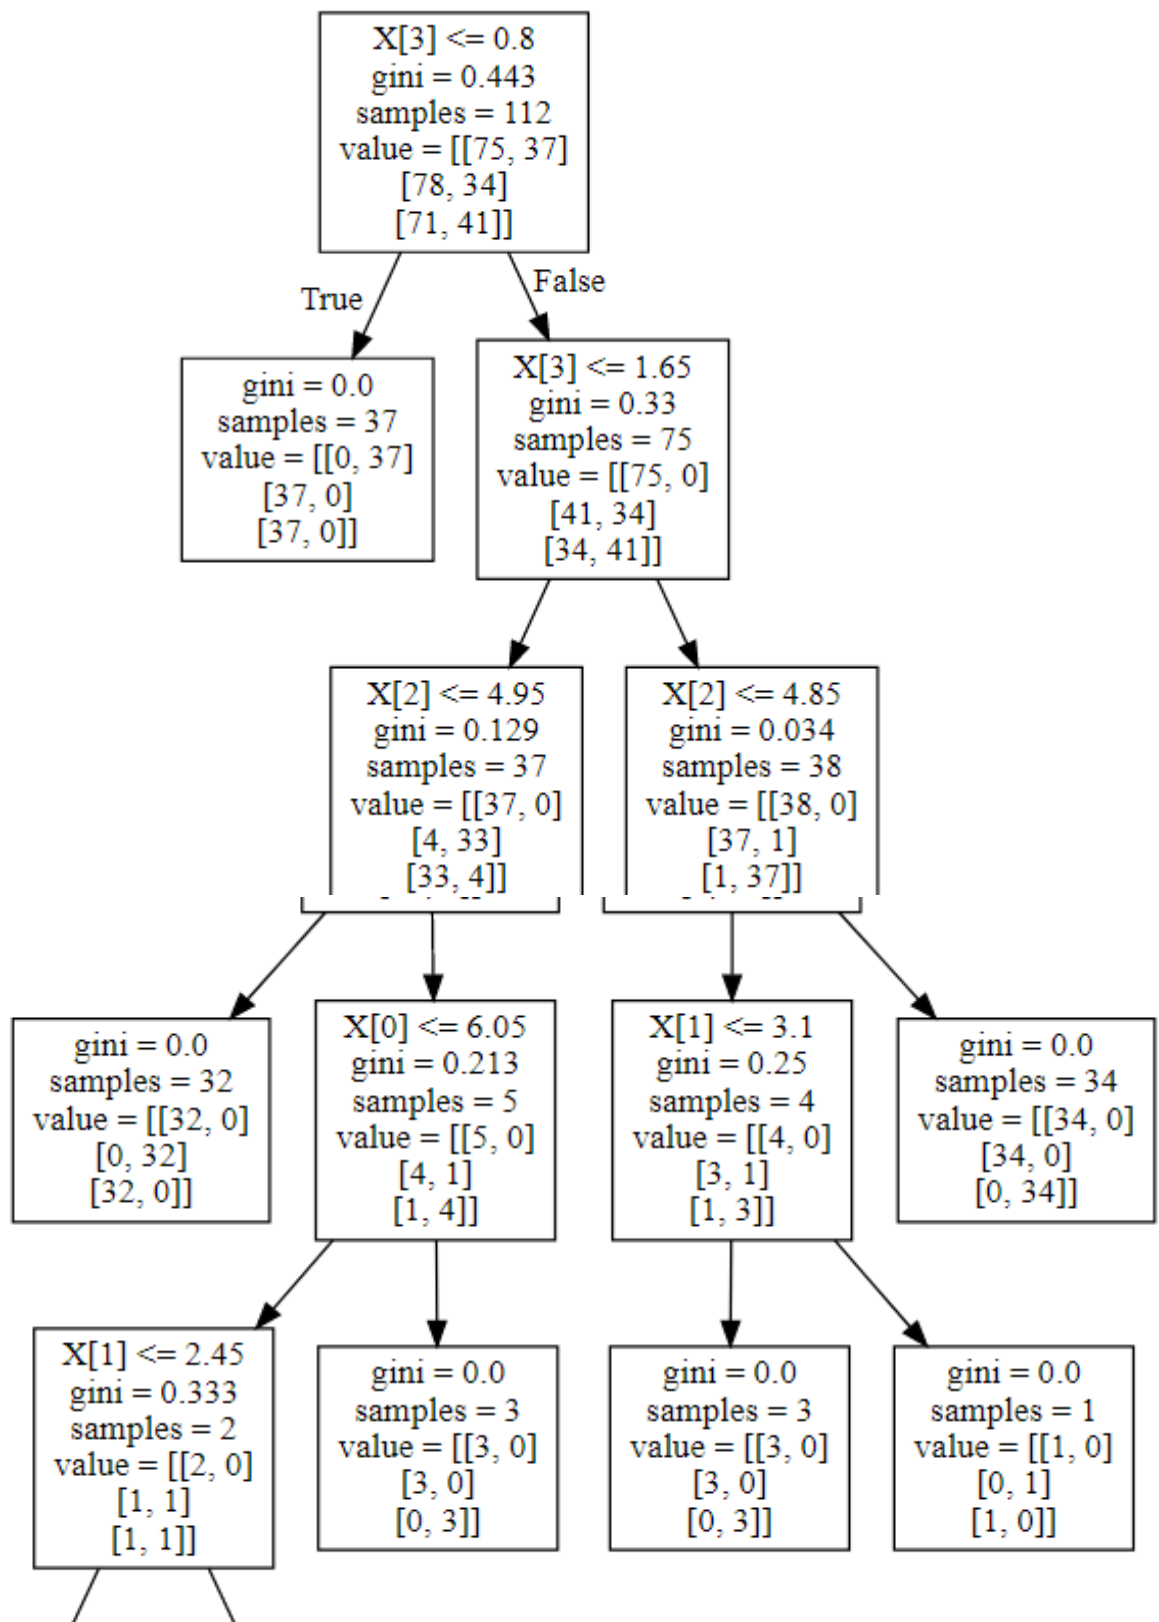 X[3] <= 0.8
gini = 0.443
samples = 112
value = [[75, 37]
[78, 34]
[71, 41]]
True
False
gini = 0.0
samples = 37
value = [[0, 37]
[37, 0]
[37, 0]]
X[3] <= 1.65
gini = 0.33
samples = 75
value = [[75, 0]
[41, 34]
[34, 41]]
X[2] <= 4.95
gini = 0.129
samples = 37
value = [[37, 0]
[4, 33]
[33, 4]]
X[2] <= 4.85
gini = 0.034
samples = 38
value = [[38, 0]
[37, 1]
[1, 37]]
gini = 0.0
samples = 32
value = [[32, 0]
[0, 32]
[32, 0]]
X[0] <= 6.05
gini = 0.213
samples = 5
value = [[5, 0]
[4, 1]
[1, 4]]
X[1] <= 3.1
gini = 0.25
samples = 4
value = [[4, 0]
[3, 1]
[1, 3]]
gini = 0.0
samples = 34
value = [[34, 0]
[34, 0]
[0, 34]]
X[1] <= 2.45
gini = 0.333
samples = 2
value = [[2, 0]
[1, 1]
[1, 1]]
gini = 0.0
samples = 3
value = [[3, 0]
[3, 0]
[0, 3]]
gini = 0.0
samples = 3
value = [[3, 0]
[3, 0]
[0, 3]]
gini = 0.0
samples = 1
value = [[1, 0]
[0, 1]
[1, 0]]